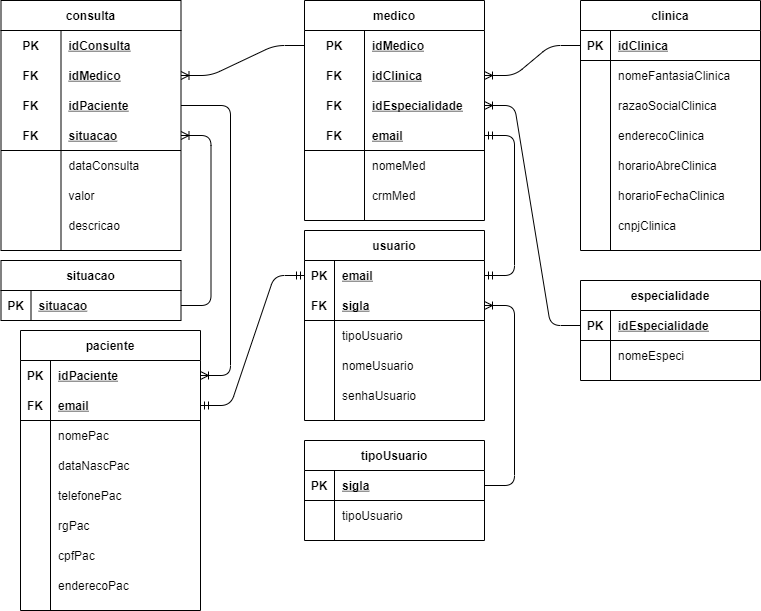 consulta
PK idConsulta
FK idMedico
FK idPaciente
FK situacao
dataConsulta
valor
descricao
situacao
PK situacao
paciente
PK idPaciente
FK email
nomePac
dataNascPac
telefonePac
rgPac
cpfPac
enderecoPac
medico
PK idMedico
FK idClinica
FK idEspecialidade
FK email
nomeMed
crmMed
usuario
PK email
FK sigla
tipoUsuario
nomeUsuario
senhaUsuario
tipoUsuario
PK sigla
tipoUsuario
clinica
PK idClinica
nomeFantasiaClinica
razaoSocialClinica
enderecoClinica
horarioAbreClinica
horarioFechaClinica
cnpjClinica
especialidade
PK idEspecialidade
nomeEspeci